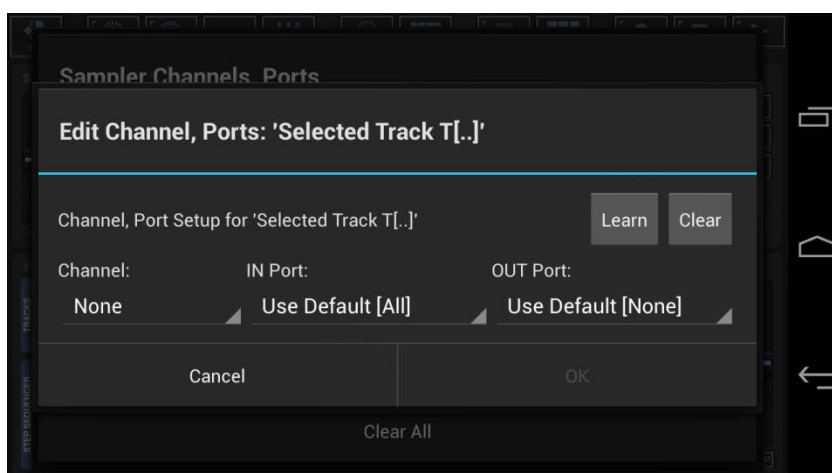 Sampler Channels, Ports
Edit Channel, Ports: 'Selected Track T[..]'
Channel, Port Setup for 'Selected Track T[..]'
Learn
Clear
Channel:
IN Port:
OUT Port:
None
Use Default [All]
Use Default [None]
Cancel
OK
Clear All
TRACKS
STEP SEQUENCER